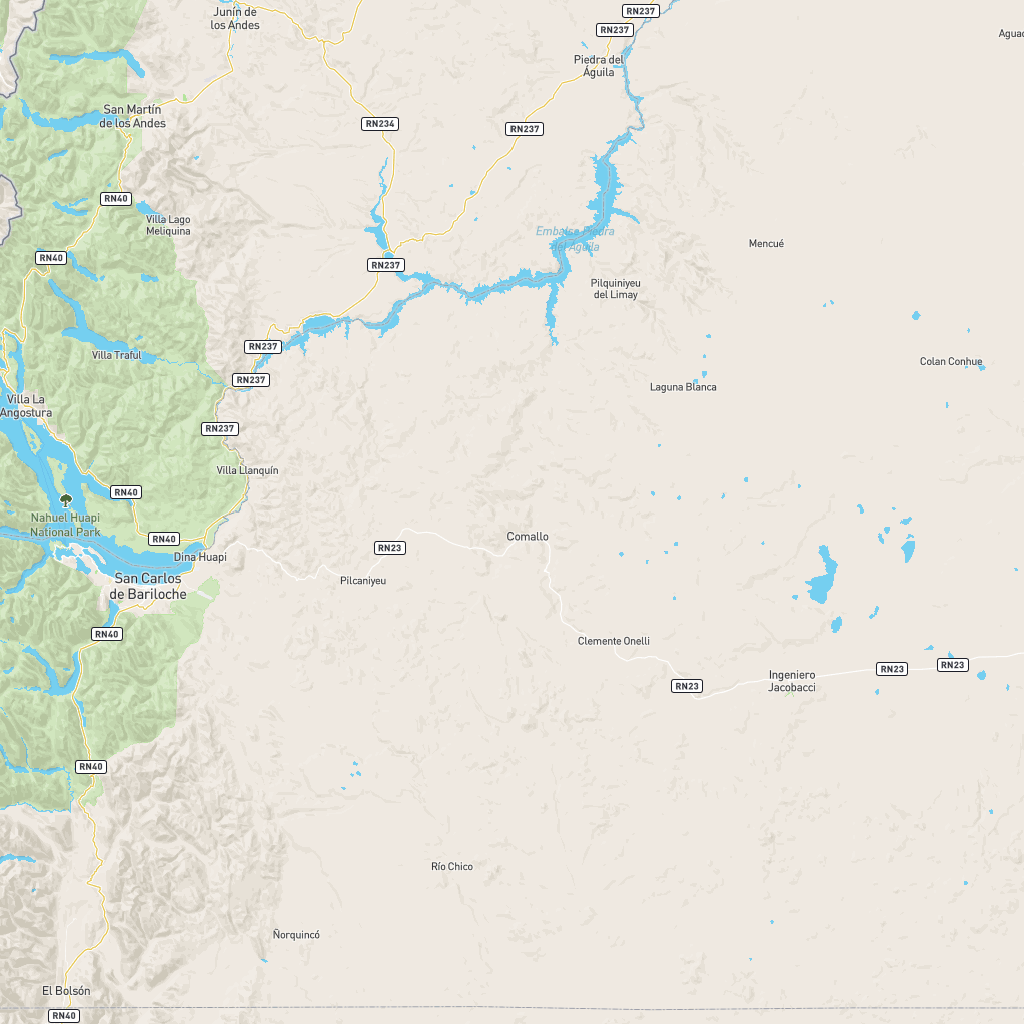 RN237
Junín de
los Andes
RN237
Aguad
Piedra del
Águila
San Martín
de los Andes
RN234
RN237
RN40
Villa Lago
Meliquina
Embalse Piedra
del Águila
Mencué
RN40
RN237
Pilquiniyeu
del Limay
RN237
Villa Traful
Colan Conhue
RN237
Laguna Blanca
Villa La
Angostura
RN237
Villa Llanquín
RN40
Nahuel Huapi
National Park
RN40
Comallo
RN23
Dina Huapi
San Carlos
de Bariloche
Pilcaniyeu
RN40
Clemente Onelli
RN23
RN23
Ingeniero
Jacobacci
RN23
RN40
Río Chico
Ñorquincó
El Bolsón
RN40